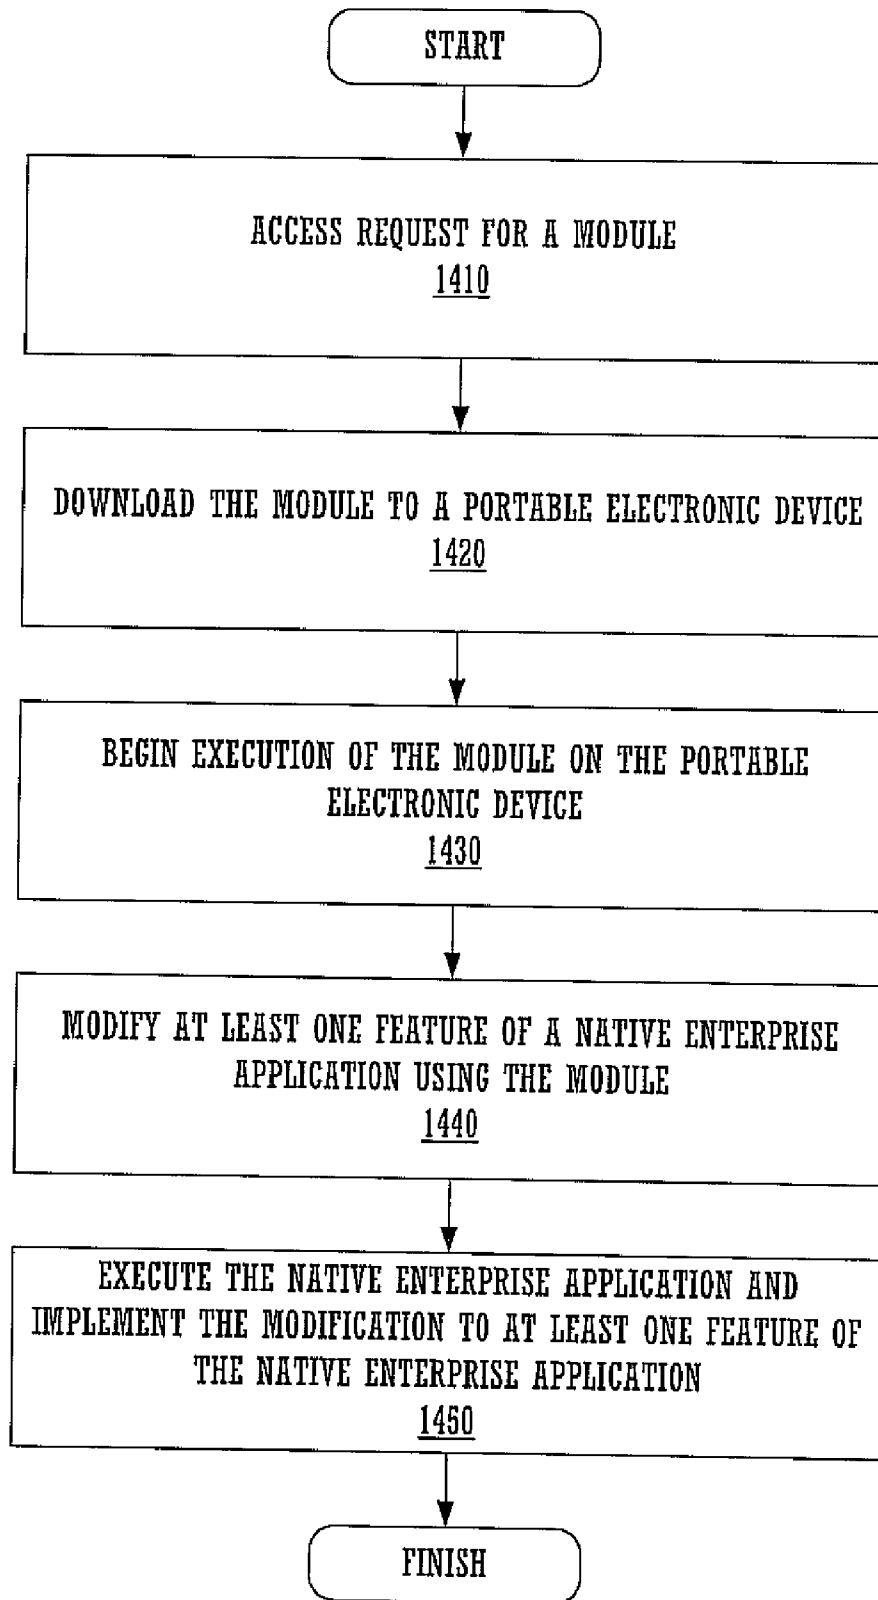 START
ACCESS REQUEST FOR A MODULE
1410
DOWNLOAD THE MODULE TO A PORTABLE ELECTRONIC DEVICE
1420
BEGIN EXECUTION OF THE MODULE ON THE PORTABLE
ELECTRONIC DEVICE
1430
MODIFY AT LEAST ONE FEATURE OF A NATIVE ENTERPRISE
APPLICATION USING THE MODULE
1440
EXECUTE THE NATIVE ENTERPRISE APPLICATION AND
IMPLEMENT THE MODIFICATION TO AT LEAST ONE FEATURE OF
THE NATIVE ENTERPRISE APPLICATION
1450
FINISH